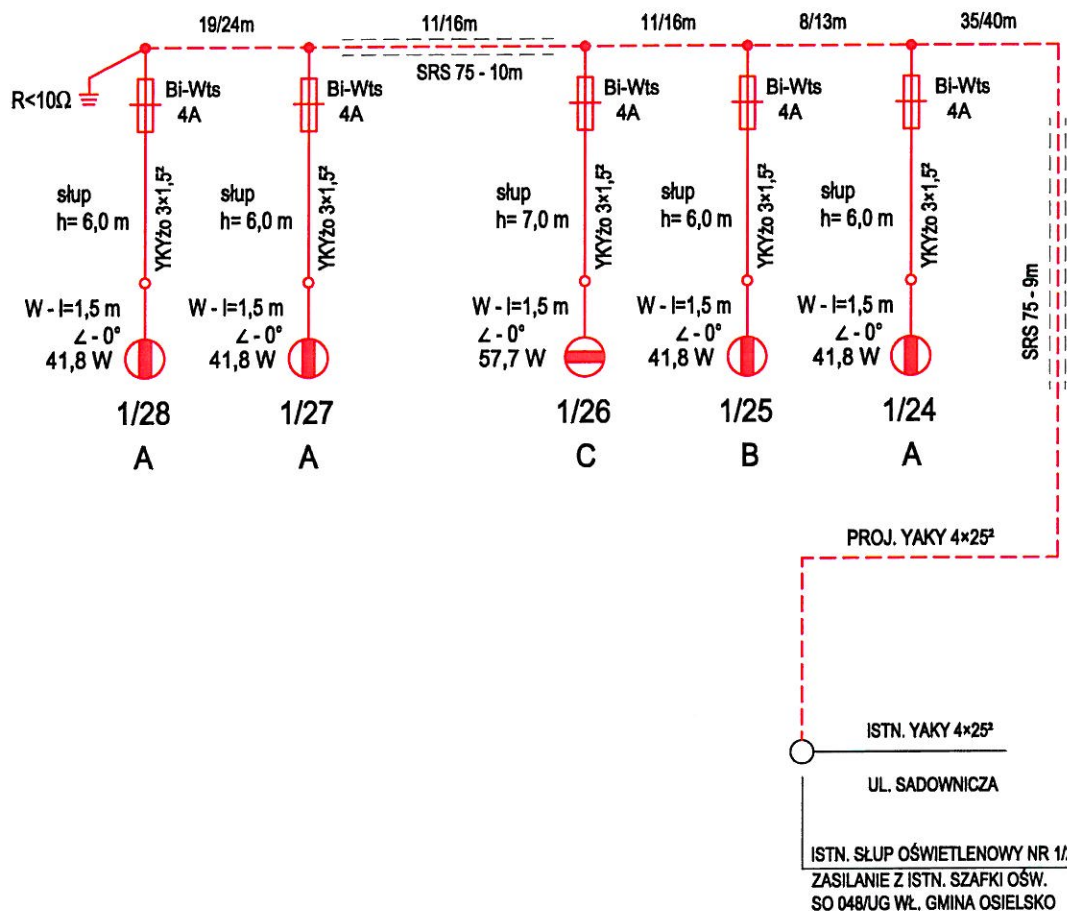 19/24m
11/16m
11/16m
8/13m
35/40m
SRS 75 - 10m
R<10Ω
Bi-Wts
4A
Bi-Wts
4A
Bi-Wts
4A
Bi-Wts
4A
Bi-Wts
4A
słup
h= 6,0 m
YKYżo 3×1,5²
słup
h= 6,0 m
YKYżo 3×1,5²
słup
h= 7,0 m
YKYżo 3×1,5²
słup
h= 6,0 m
YKYżo 3×1,5²
słup
h= 6,0 m
YKYżo 3×1,5²
SRS 75 - 9m
W - l=1,5 m
∠ - 0°
41,8 W
W - l=1,5 m
∠ - 0°
41,8 W
W - l=1,5 m
∠ - 0°
57,7 W
W - l=1,5 m
∠ - 0°
41,8 W
W - l=1,5 m
∠ - 0°
41,8 W
1/28
1/27
1/26
1/25
1/24
A
A
C
B
A
PROJ. YAKY 4×25²
ISTN. YAKY 4×25²
UL. SADOWNICZA
ISTN. SŁUP OŚWIETLENOWY NR
ZASILANIE Z ISTN. SZAFKI OŚW.
SO 048/UG WŁ. GMINA OSIELSKO